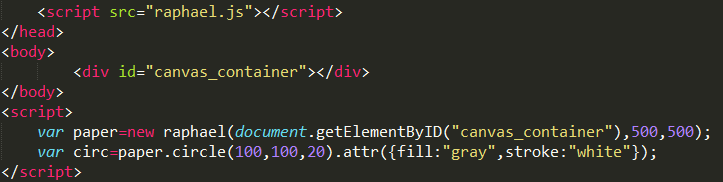 <script src="raphael.js"></script>
</head>
<body>
<div id="canvas_container"></div>
</body>
<script>
var paper=new raphael(document.getElementByID("canvas_container"),500,500);
var circ=paper.circle(100,100,20).attr({fill:"gray",stroke:"white"});
</script>